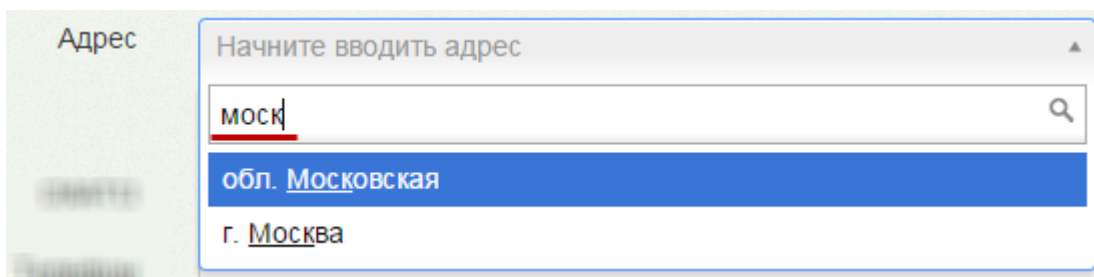 Адрес
Начните вводить адрес
моск
обл. Московская
г. Москва